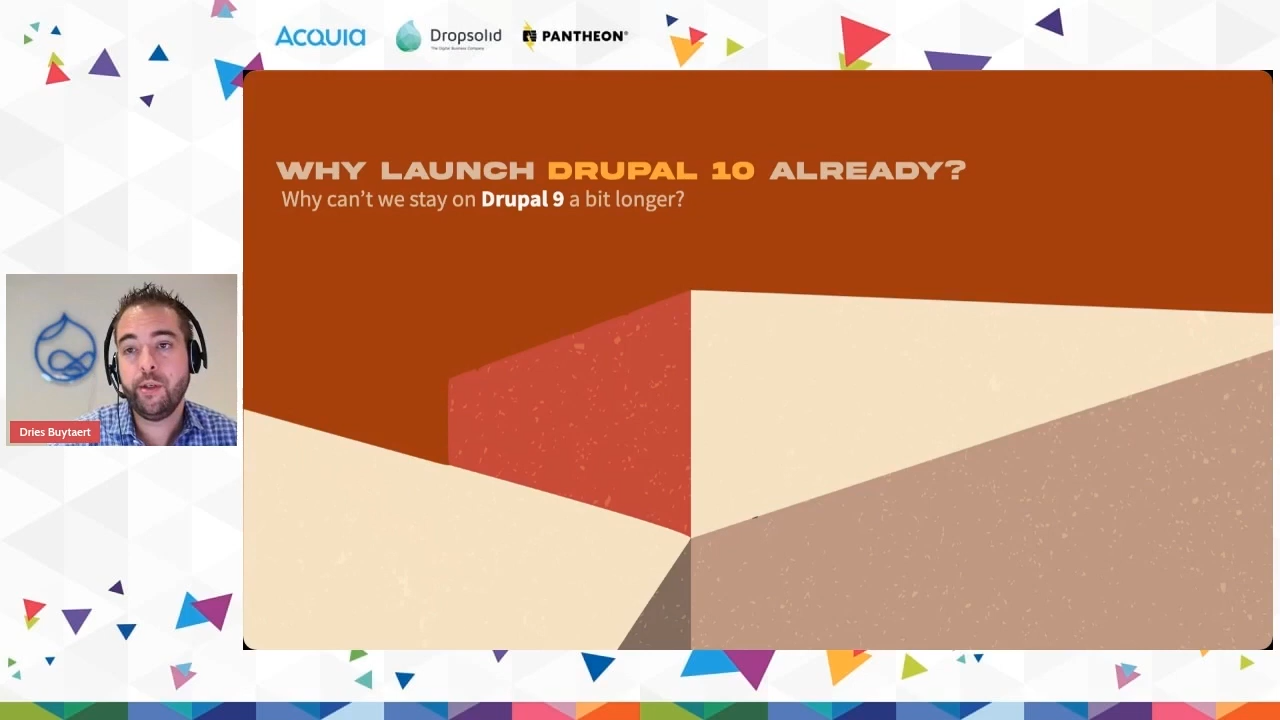 Acquia
Dropsolid
The Digital Business Company
PANTHEON
WHY LAUNCH DRUPAL 10 ALREADY?
Why can't we stay on Drupal 9 a bit longer?
Dries Buytaert